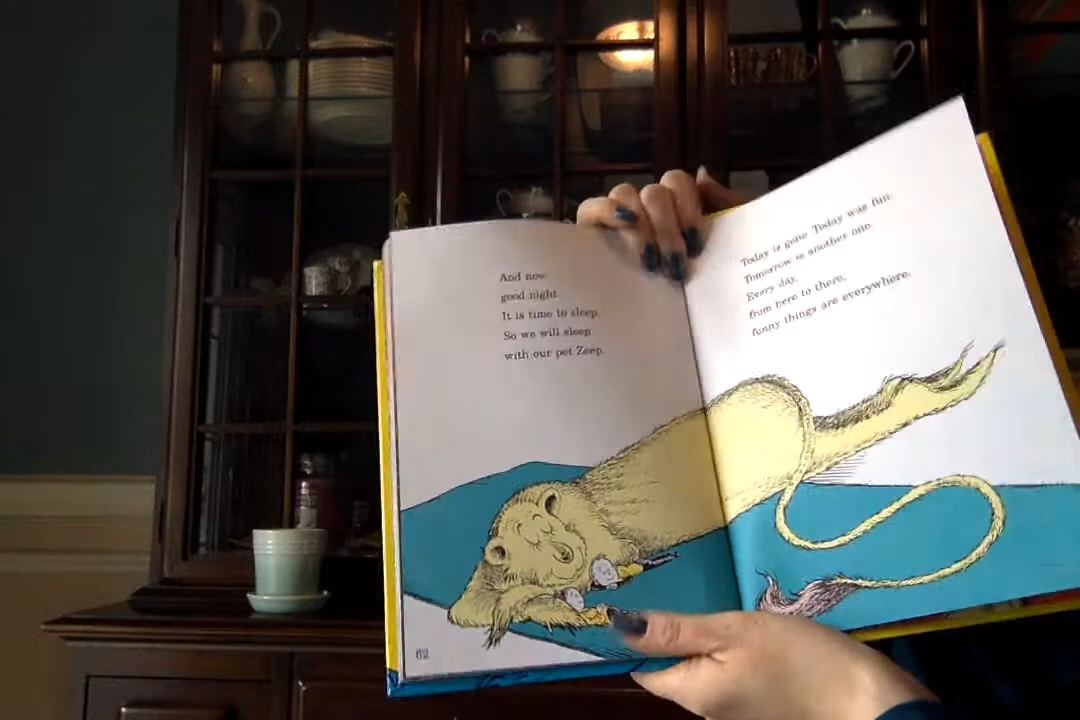 And now
good night.
It is time to sleep.
So we will sleep
with our pet Zeep.
62
Today is gone. Today was fun.
Tomorrow is another one.
Every day,
from here to there,
funny things are everywhere.